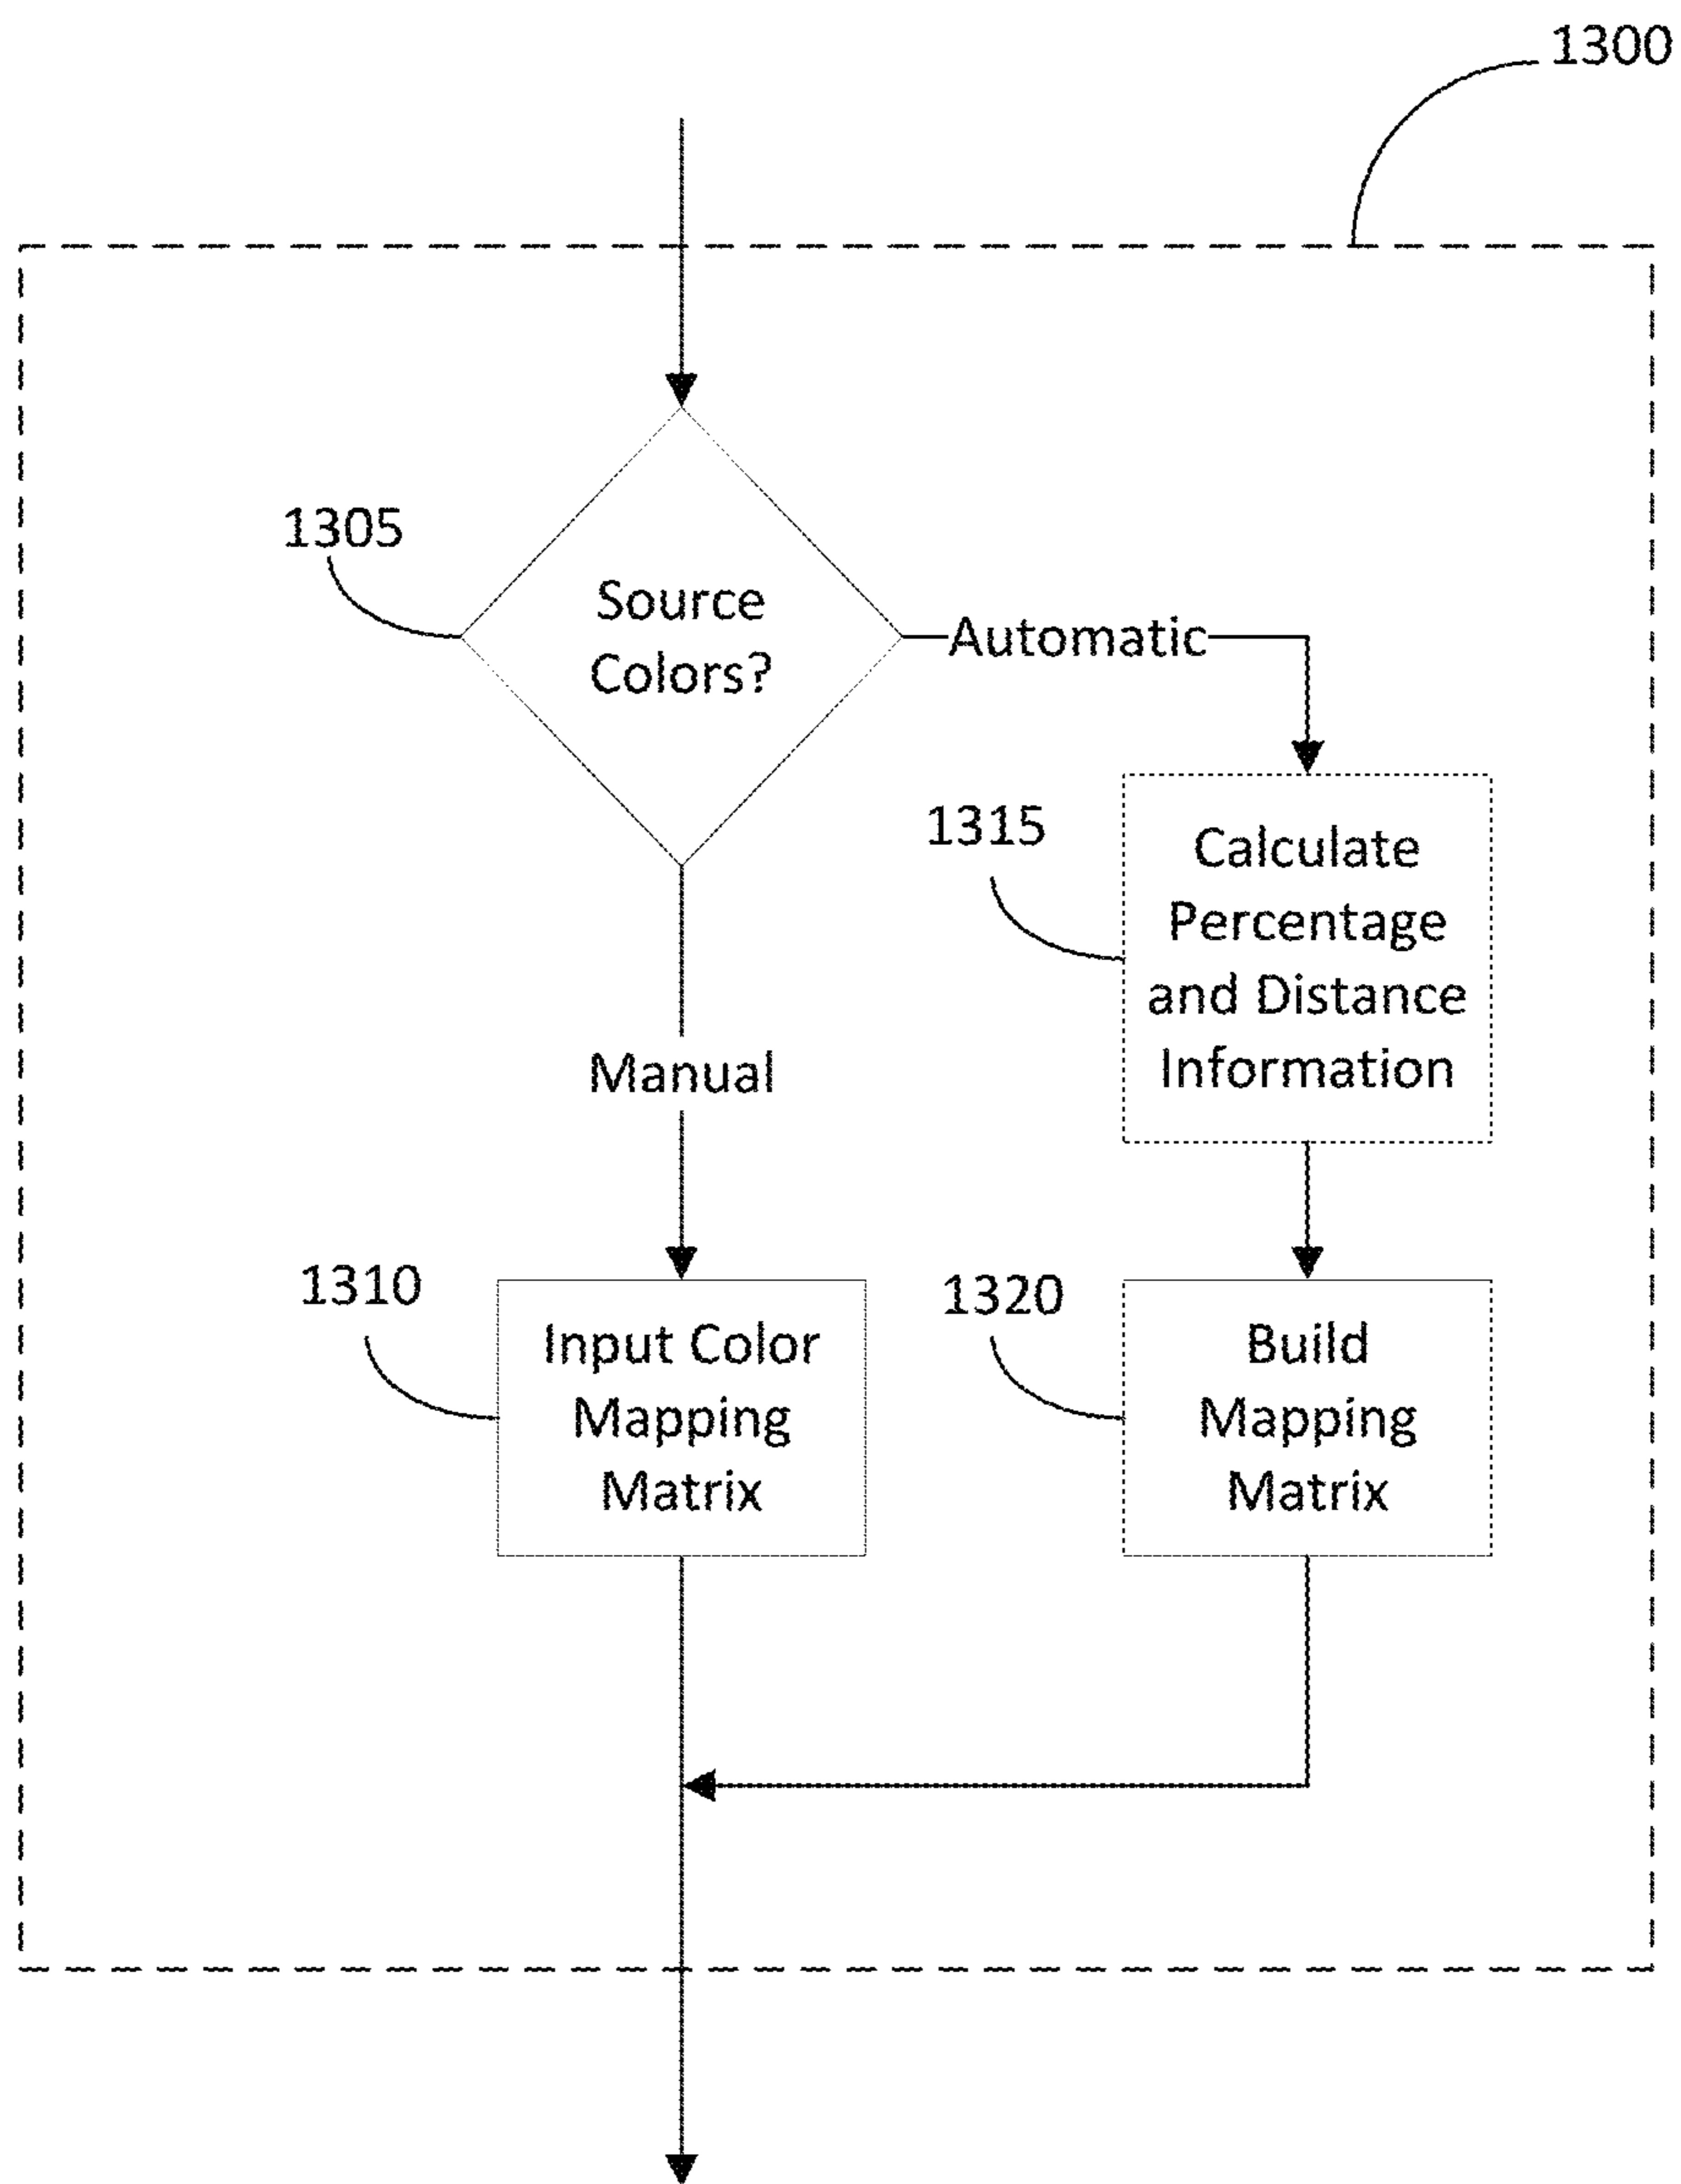 1300
1305
Source
Colors?
Automatic
1315
Calculate
Percentage
and Distance
Information
Manual
1310
Input Color
Mapping
Matrix
1320
Build
Mapping
Matrix